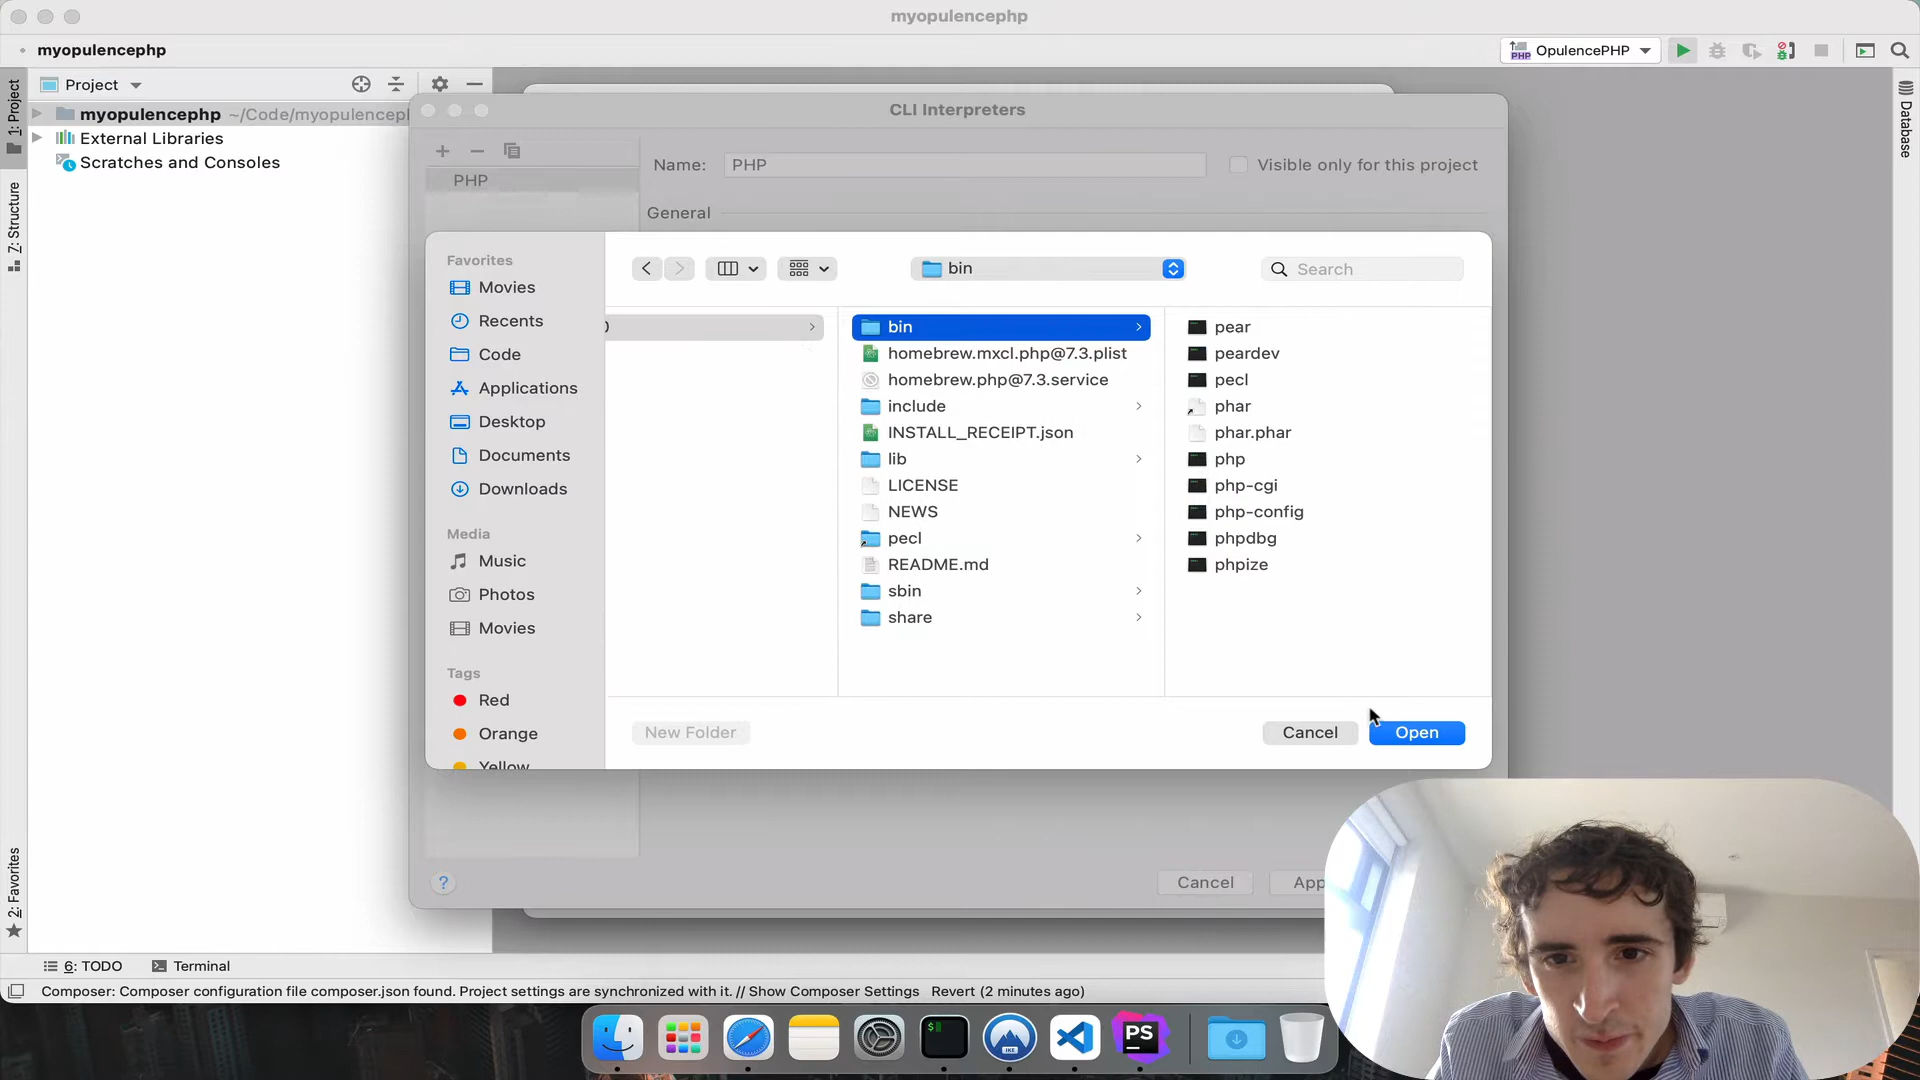 myopulencephp
myopulencephp
OpulencePHP
PHP
Project
myopulencephp ~/Code/myopulencep
External Libraries
Scratches and Consoles
1: Project
7: Structure
2: Favorites
Database
CLI Interpreters
PHP
Name: PHP
Visible only for this project
General
Favorites
Movies
Recents
Code
Applications
Desktop
Documents
Downloads
Media
Music
Photos
Movies
Tags
Red
Orange
Yellow
bin
Search
bin
homebrew.mxcl.php@7.3.plist
homebrew.php@7.3.service
include
INSTALL_RECEIPT.json
lib
LICENSE
NEWS
pecl
README.md
sbin
share
pear
peardev
pecl
phar
phar.phar
php
php-cgi
php-config
phpdbg
phpize
New Folder
Cancel
Open
?
Cancel
App
6: TODO
Terminal
Composer: Composer configuration file composer.json found. Project settings are synchronized with it. // Show Composer Settings Revert (2 minutes ago)
$
IKE
PS